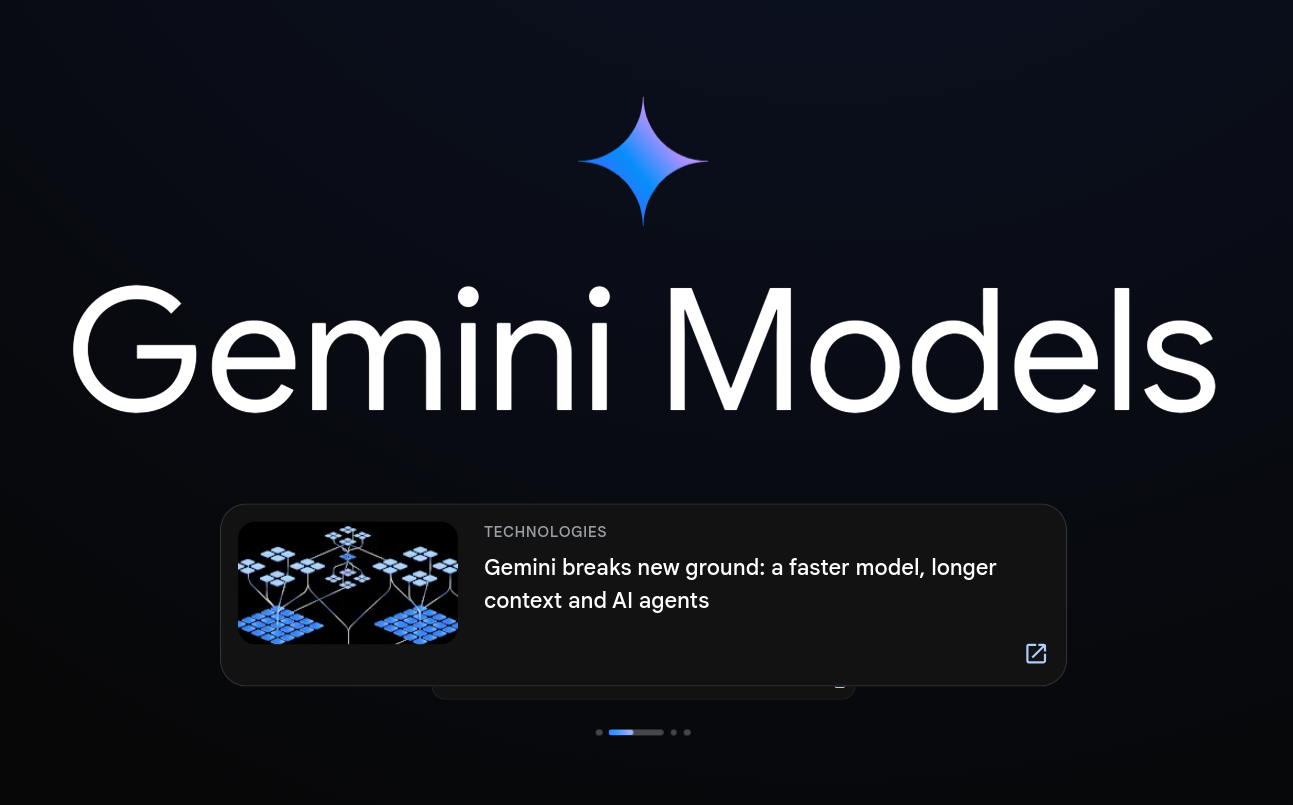 Gemini Models
TECHNOLOGIES
Gemini breaks new ground: a faster model, longer
context and AI agents